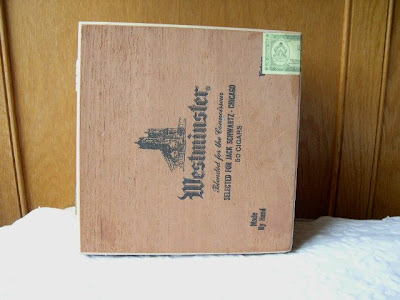 Westminster®
Blended for the Connoisseur
SELECTED FOR JACK SCHWARTZ - CHICAGO
50 CIGARS
Made
By Hand